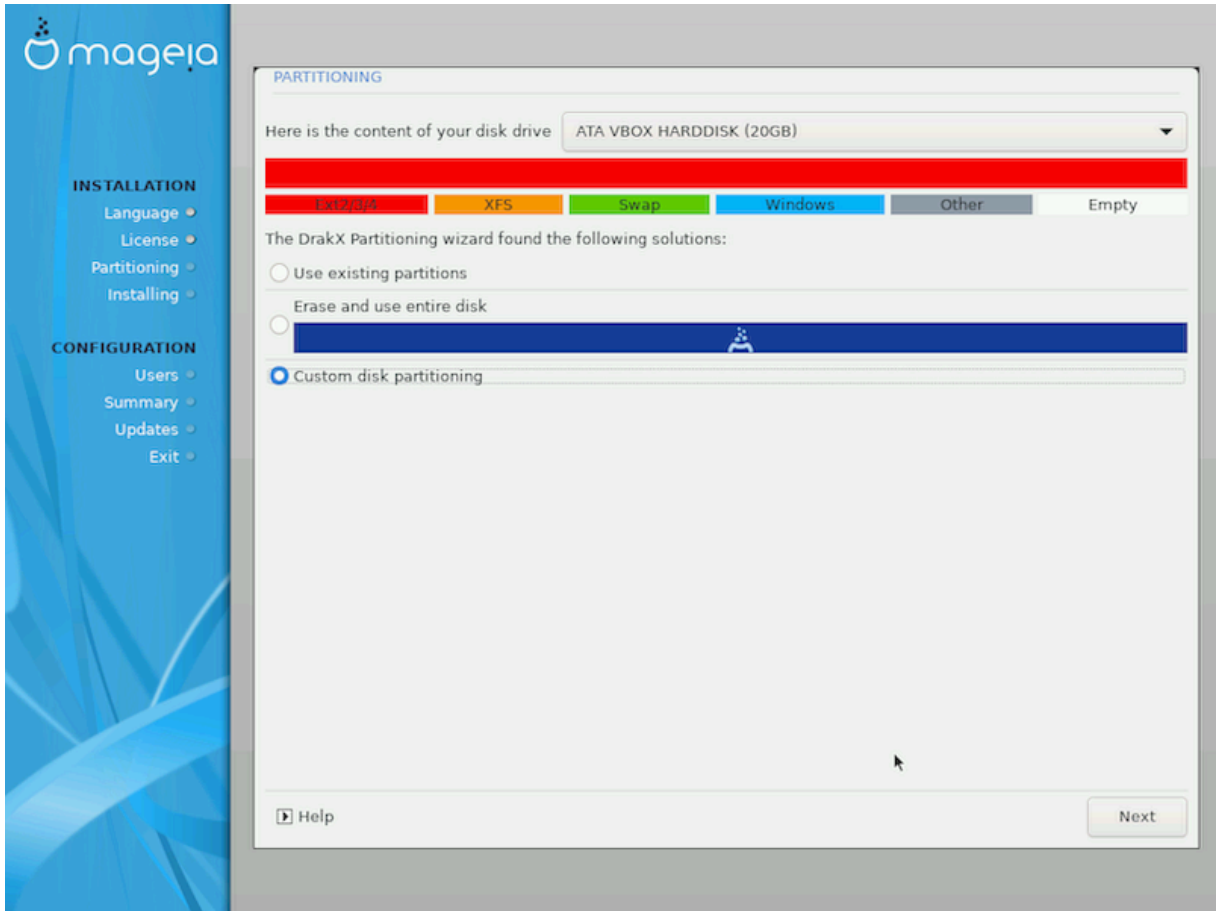 mageia
INSTALLATION
Language
License
Partitioning
Installing
CONFIGURATION
Users
Summary
Updates
Exit
PARTITIONING
Here is the content of your disk drive ATA VBOX HARDDISK (20GB)
Ext2/3/4 XFS Swap Windows Other Empty
The DrakX Partitioning wizard found the following solutions:
Use existing partitions
Erase and use entire disk
Custom disk partitioning
Help Next